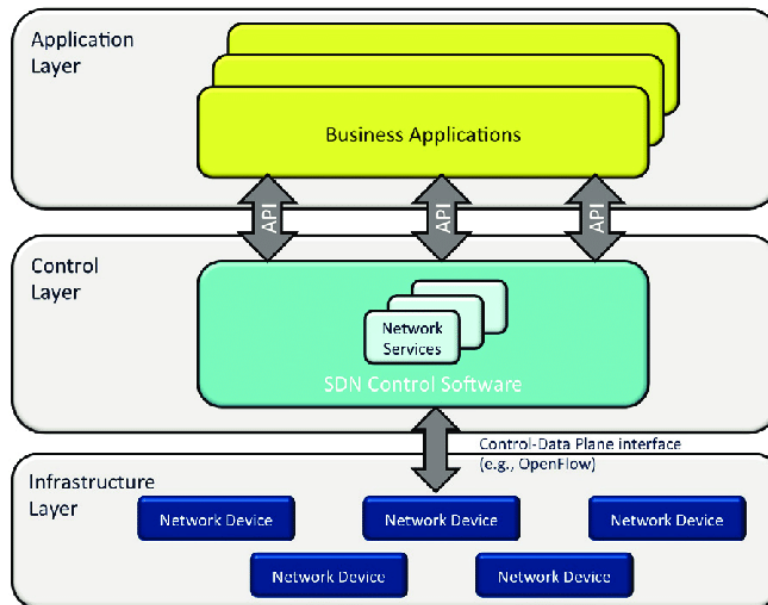 Application
Layer
Business Applications
API
API
API
Control
Layer
Network
Services
SDN Control Software
Control-Data Plane interface
(e.g., OpenFlow)
Infrastructure
Layer
Network Device
Network Device
Network Device
Network Device
Network Device